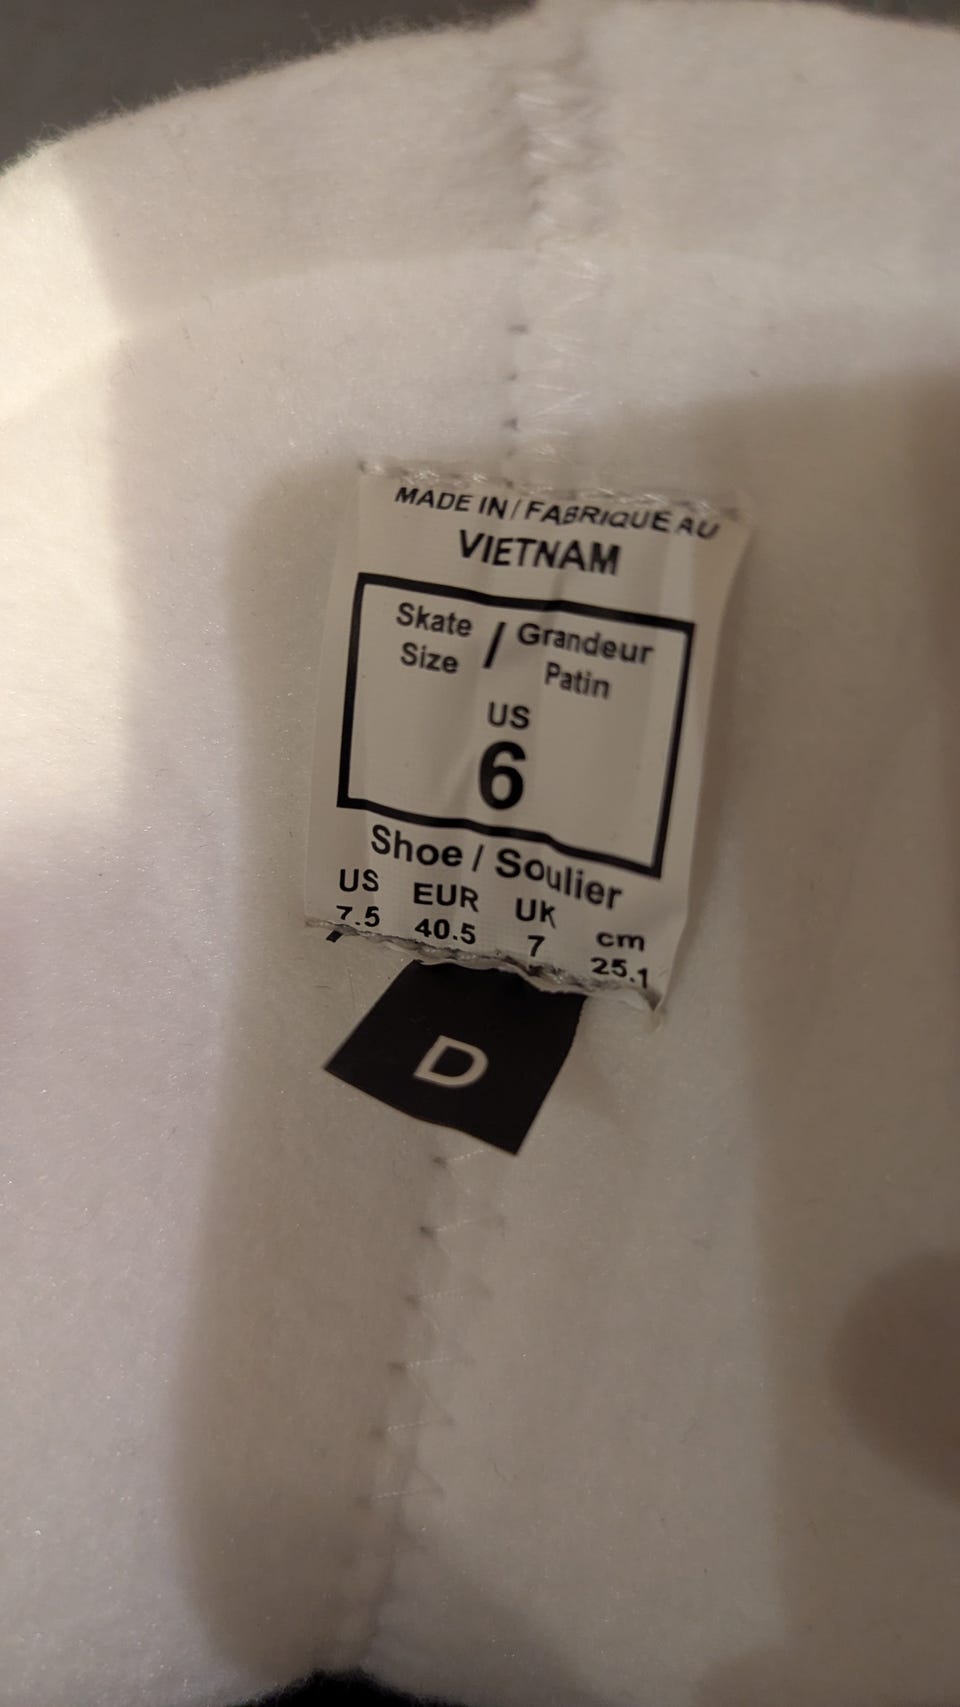 MADE IN / FABRIQUE AU
VIETNAM
Skate Size / Grandeur Patin
US
6
Shoe / Soulier
US EUR UK cm
7.5 40.5 7 25.1
D